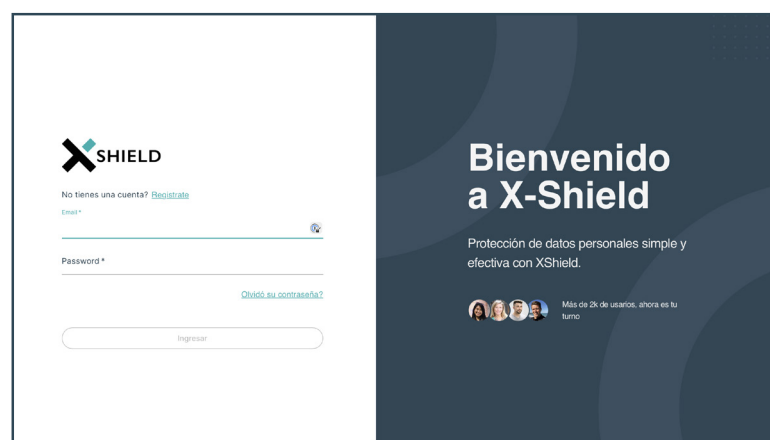 XSHIELD
No tienes una cuenta? Registrate
Email *
Password *
Olvidó su contraseña?
Ingresar
Bienvenido
a X-Shield
Protección de datos personales simple y
efectiva con XShield.
Más de 2k de usarios, ahora es tu
turno